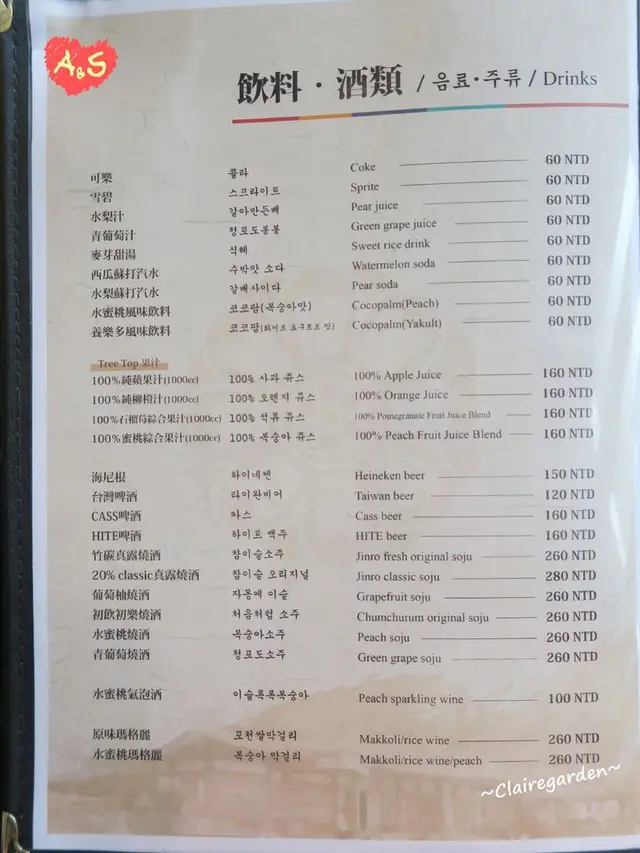 A&S
飲料·酒類 / 음료·주류 / Drinks
可樂 콜라 Coke 60 NTD
雪碧 스프라이트 Sprite 60 NTD
水梨汁 갈아만든배 Pear juice 60 NTD
青葡萄汁 청포도봉봉 Green grape juice 60 NTD
麥芽甜湯 식혜 Sweet rice drink 60 NTD
西瓜蘇打汽水 수박맛 소다 Watermelon soda 60 NTD
水梨蘇打汽水 갈배사이다 Pear soda 60 NTD
水蜜桃風味飲料 코코팜(복숭아맛) Cocopalm(Peach) 60 NTD
養樂多風味飲料 코코팜(화이트 요구르트 맛) Cocopalm(Yakult) 60 NTD
Tree Top 果汁
100%純蘋果汁(1000cc) 100% 사과 쥬스 100% Apple Juice 160 NTD
100%純柳橙汁(1000cc) 100% 오렌지 쥬스 100% Orange Juice 160 NTD
100%石榴莓綜合果汁(1000cc) 100% 석류 쥬스 100% Pomegranate Fruit Juice Blend 160 NTD
100%蜜桃綜合果汁(1000cc) 100% 복숭아 쥬스 100% Peach Fruit Juice Blend 160 NTD
海尼根 하이네켄 Heineken beer 150 NTD
台灣啤酒 타이완비어 Taiwan beer 120 NTD
CASS啤酒 카스 Cass beer 160 NTD
HITE啤酒 하이트 맥주 HITE beer 160 NTD
竹碳真露燒酒 참이슬소주 Jinro fresh original soju 260 NTD
20% classic真露燒酒 참이슬 오리지널 Jinro classic soju 280 NTD
葡萄柚燒酒 자몽에 이슬 Grapefruit soju 260 NTD
初飲初樂燒酒 처음처럼 소주 Chumchurum original soju 260 NTD
水蜜桃燒酒 복숭아소주 Peach soju 260 NTD
青葡萄燒酒 청포도소주 Green grape soju 260 NTD
水蜜桃氣泡酒 이슬톡톡복숭아 Peach sparkling wine 100 NTD
原味瑪格麗 포천쌀막걸리 Makkoli/rice wine 260 NTD
水蜜桃瑪格麗 복숭아 막걸리 Makkoli/rice wine/peach 260 NTD
~Clairegarden~